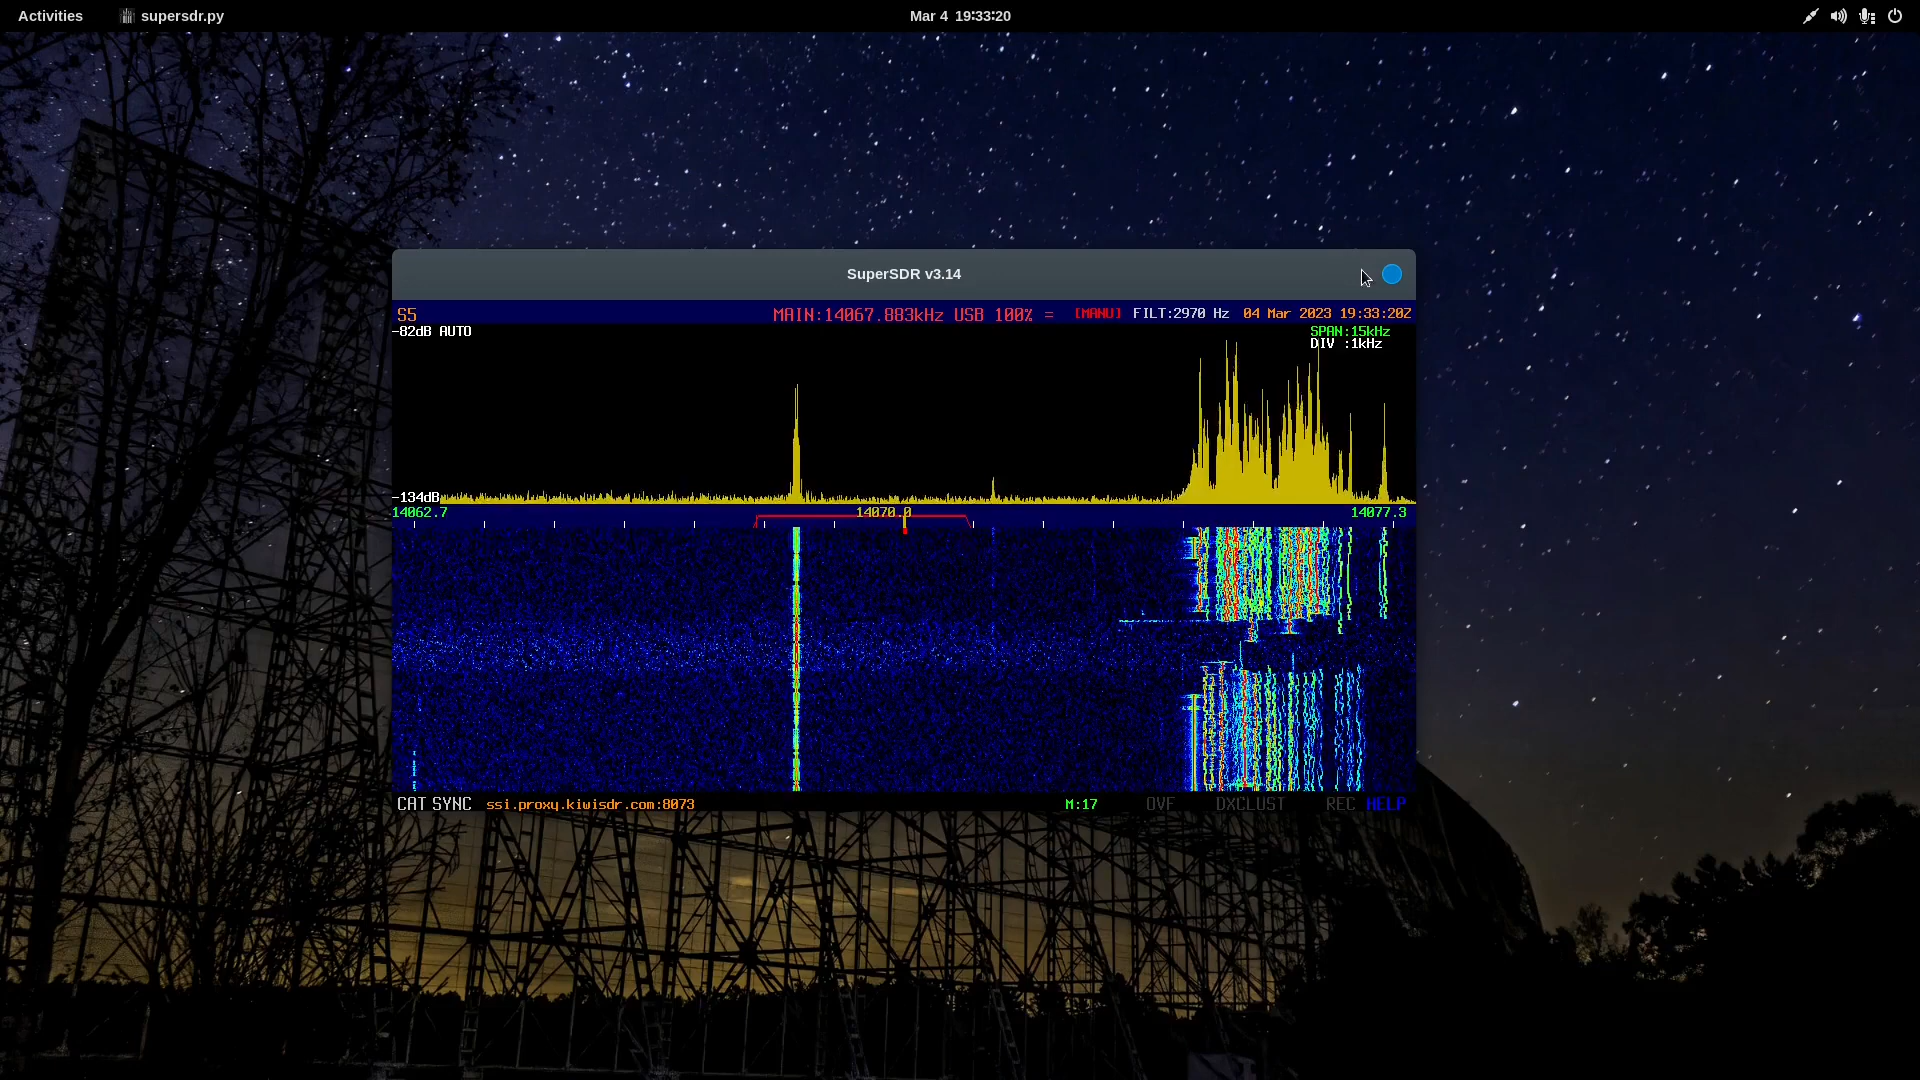 Activities supersdr.py Mar 4 19:33:20
SuperSDR v3.14
S5 MAIN:14067.883kHz USB 100% = [MANU] FILT:2970 Hz 04 Mar 2023 19:33:20Z
-82dB AUTO SPAN:15kHz
DIV :1kHz
-134dB
14062.7 14070.0 14077.3
CAT SYNC ssi.proxy.kiwisdr.com:8073 M:17 OVF DXCLUST REC HELP